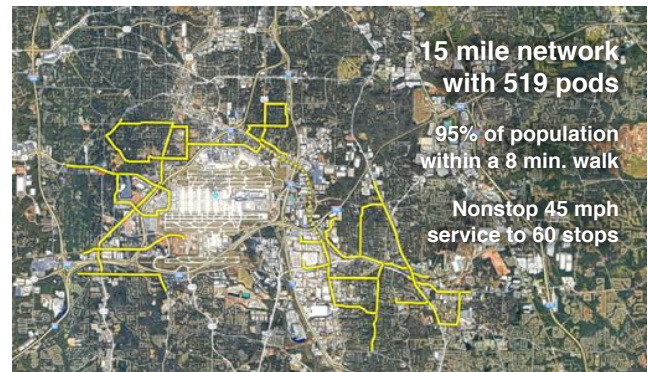 15 mile network
with 519 pods
95% of population
within a 8 min. walk
Nonstop 45 mph
service to 60 stops